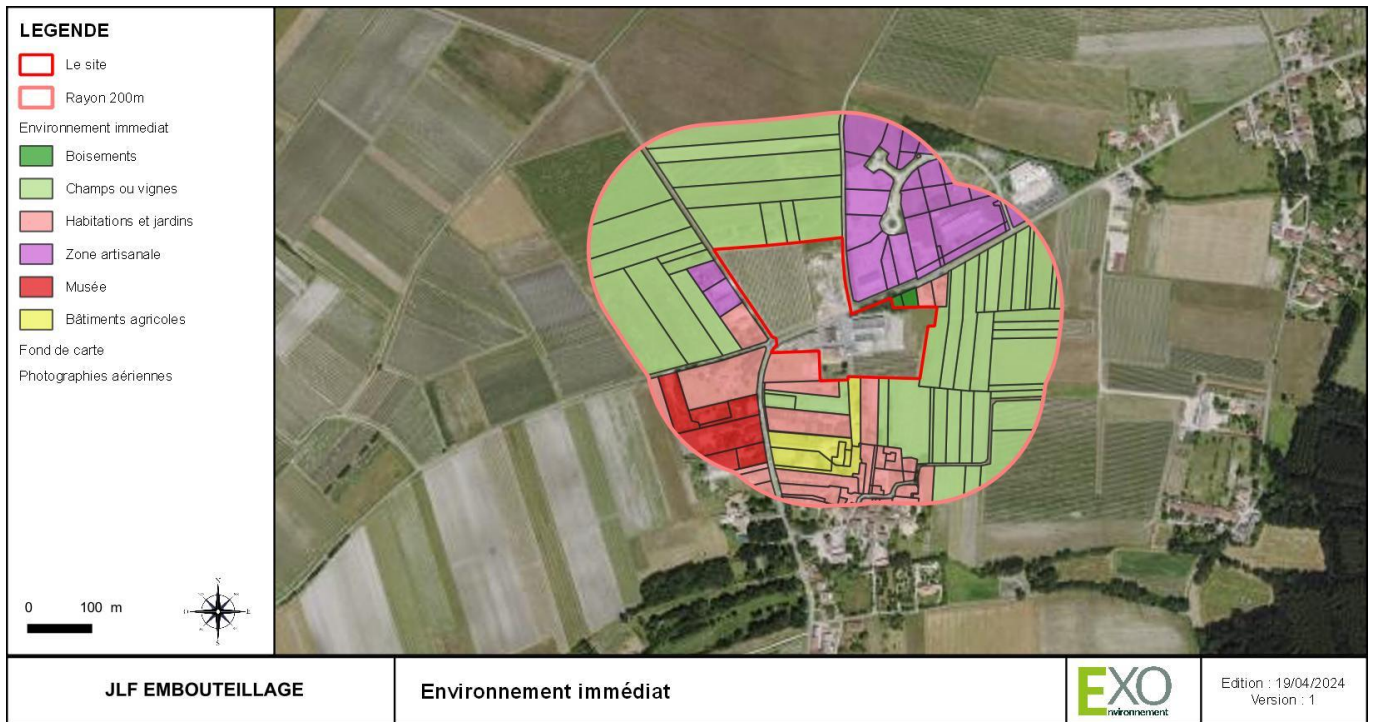 LEGENDE
Le site
Rayon 200m
Environnement immediat
Boisements
Champs ou vignes
Habitations et jardins
Zone artisanale
Musée
Bâtiments agricoles
Fond de carte
Photographies aériennes
0 100 m
N
E
S
JLF EMBOUTEILLAGE
Environnement immédiat
EXO
nvironnement
Edition : 19/04/2024
Version : 1